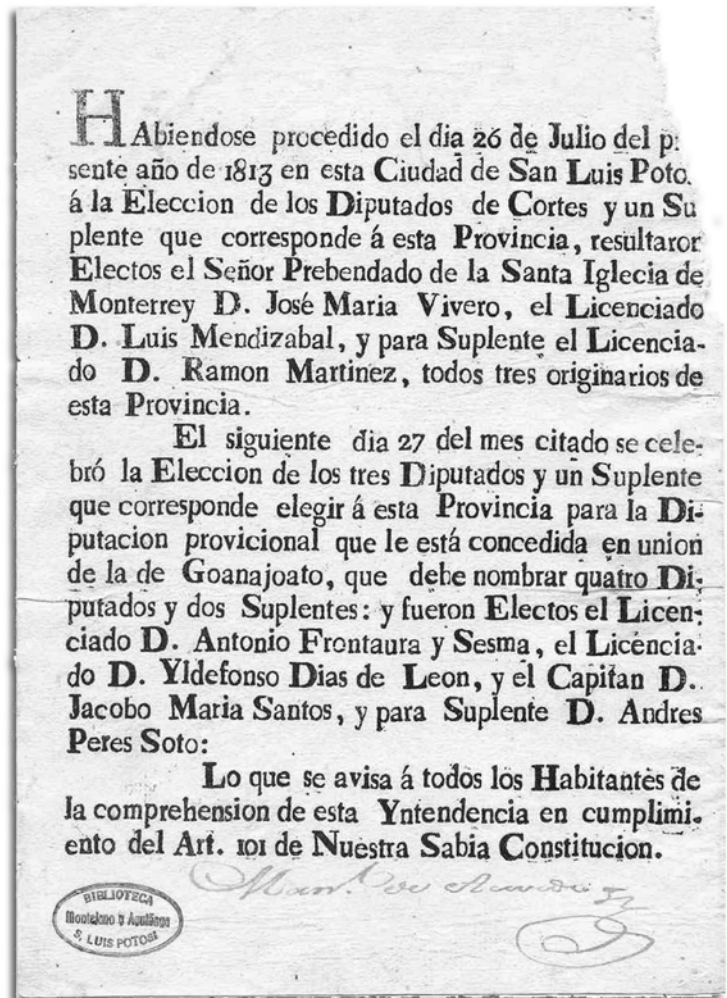 HAbiendose procedido el dia 26 de Julio del p
sente año de 1813 en esta Ciudad de San Luis Poto
á la Eleccion de los Diputados de Cortes y un Su
plente que corresponde á esta Provincia, resultaror
Electos el Señor Prebendado de la Santa Iglecia de
Monterrey D. José Maria Vivero, el Licenciado
D. Luis Mendizabal, y para Suplente el Licencia-
do D. Ramon Martinez, todos tres originarios de
esta Provincia.
El siguiente dia 27 del mes citado se cele-
bró la Eleccion de los tres Diputados y un Suplente
que corresponde elegir á esta Provincia para la Di-
putacion provicional que le está concedida en union
de la de Goanajoato, que debe nombrar quatro Di-
putados y dos Suplentes: y fueron Electos el Licen-
ciado D. Antonio Frontaura y Sesma, el Licencia-
do D. Yldefonso Dias de Leon, y el Capitan D.
Jacobo Maria Santos, y para Suplente D. Andres
Peres Soto:
Lo que se avisa á todos los Habitantes de
la comprehension de esta Yntendencia en cumplimi-
ento del Art. 101 de Nuestra Sabia Constitucion.
Man.l de
BIBLIOTECA
S. LUIS POTOSI